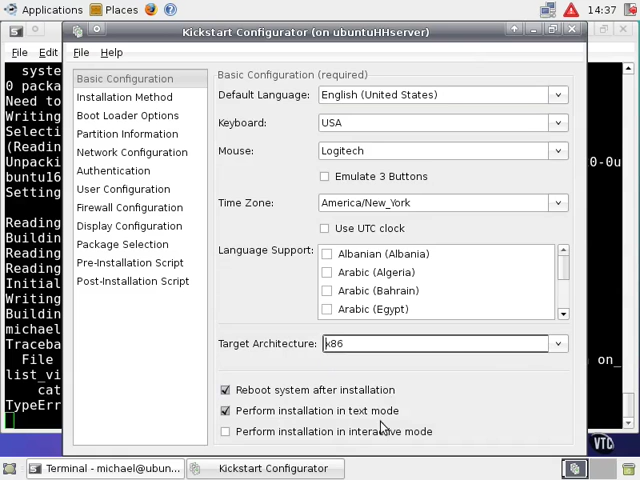 Applications Places 14:37
Kickstart Configurator (on ubuntuHHserver)
File Edit
File Help
Basic Configuration
Installation Method
Boot Loader Options
Partition Information
Network Configuration
Authentication
User Configuration
Firewall Configuration
Display Configuration
Package Selection
Pre-Installation Script
Post-Installation Script
Basic Configuration (required)
Default Language: English (United States)
Keyboard: USA
Mouse: Logitech
Emulate 3 Buttons
Time Zone: America/New_York
Use UTC clock
Language Support:
Albanian (Albania)
Arabic (Algeria)
Arabic (Bahrain)
Arabic (Egypt)
Target Architecture: x86
Reboot system after installation
Perform installation in text mode
Perform installation in interactive mode
syste
0 packa
Need to
Writing
Selecti
(Readin
Unpacki
buntu16
Setting
Reading
Buildin
Reading
Reading
Initial
Writing
Buildin
michael
Traceba
File
list_vi
cat
TypeErr
0-0u
on_
VTC
Terminal - michael@ubun...
Kickstart Configurator